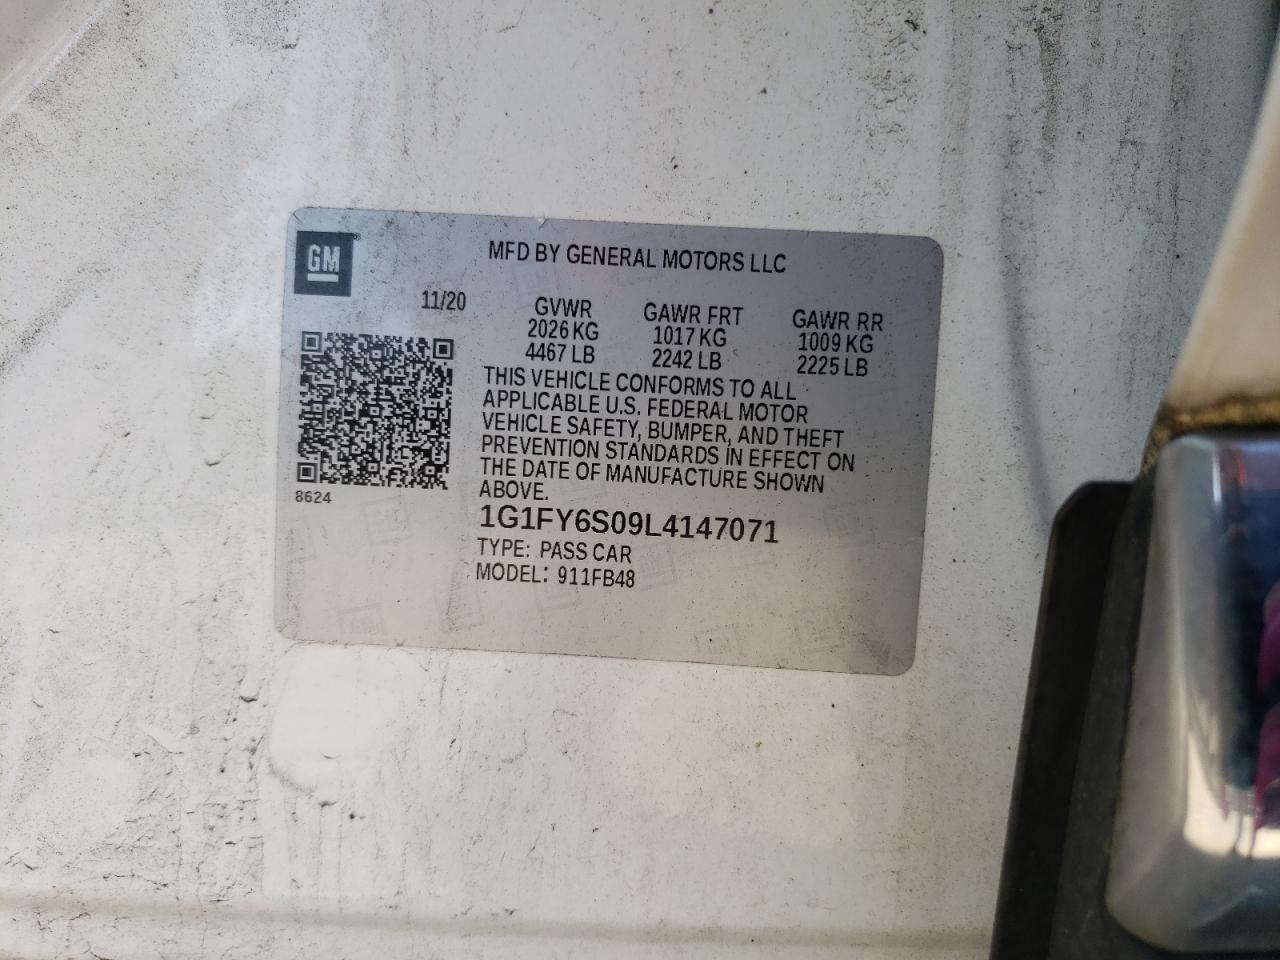 GM
MFD BY GENERAL MOTORS LLC
11/20
GVWR GAWR FRT GAWR RR
2026 KG 1017 KG 1009 KG
4467 LB 2242 LB 2225 LB
THIS VEHICLE CONFORMS TO ALL
APPLICABLE U.S. FEDERAL MOTOR
VEHICLE SAFETY, BUMPER, AND THEFT
PREVENTION STANDARDS IN EFFECT ON
THE DATE OF MANUFACTURE SHOWN
ABOVE.
8624
1G1FY6S09L4147071
TYPE: PASS CAR
MODEL: 911FB48